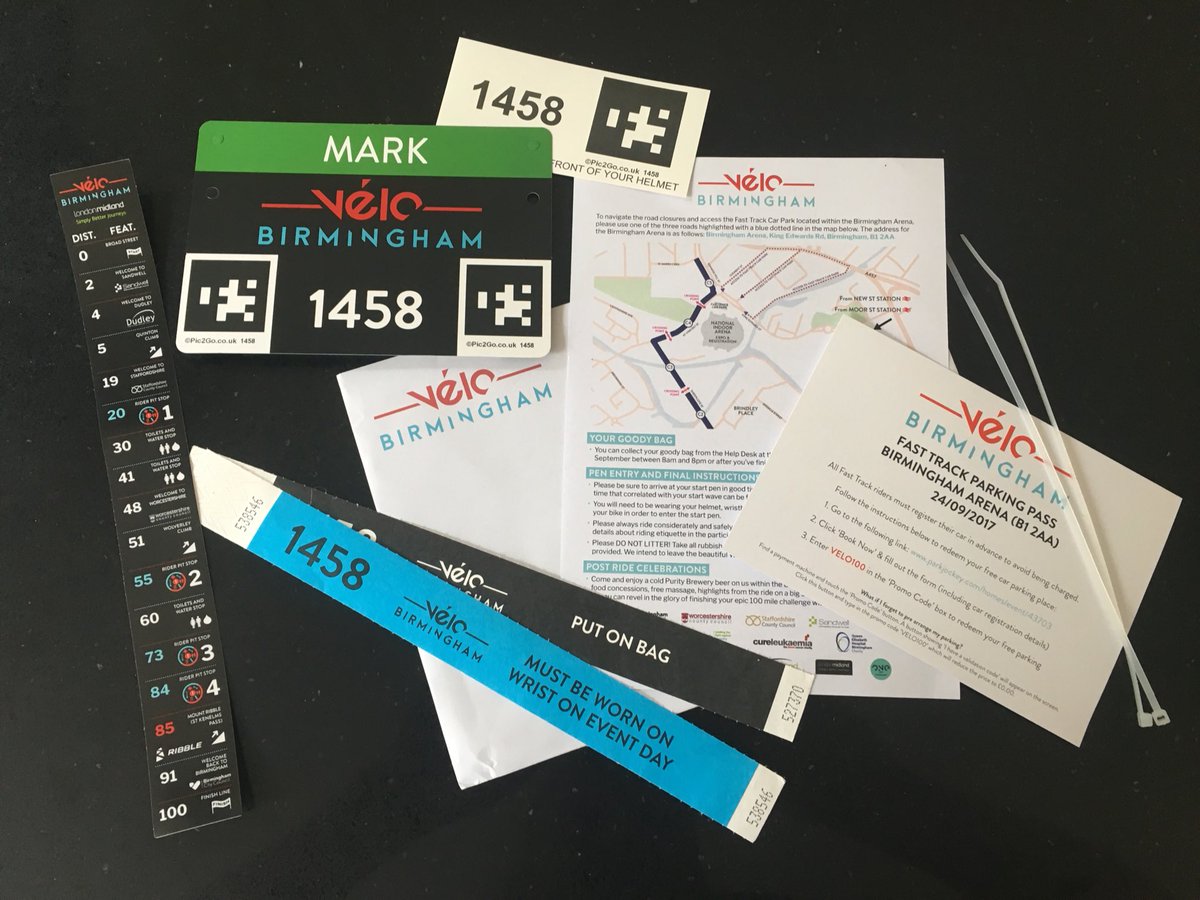 1458
©Pic2Go.co.uk 1458
FRONT OF YOUR HELMET
MARK
vélo
BIRMINGHAM
1458
©Pic2Go.co.uk 1458
©Pic2Go.co.uk 1458
vélo
BIRMINGHAM
londonmidland
Simply Better journeys
DIST. FEAT.
0 BROAD STREET
2 WELCOME TO
SANDWELL
Sandwell
4 WELCOME TO
DUDLEY
Dudley
5 QUINTON
CLIMB
19 WELCOME TO
STAFFORDSHIRE
Staffordshire
County Council
20 RIDER PIT STOP
1
30 TOILETS AND
WATER STOP
41 TOILETS AND
WATER STOP
48 WELCOME TO
WORCESTERSHIRE
worcestershire
county council
51 WOLVERLEY
CLIMB
55 RIDER PIT STOP
2
60 TOILETS AND
WATER STOP
73 RIDER PIT STOP
3
84 RIDER PIT STOP
4
85 MOUNT RIBBLE
(ST KENELMS
PASS)
RIBBLE
91 WELCOME
BACK TO
BIRMINGHAM
Birmingham
City Council
100 FINISH LINE
FINISH
vélo
BIRMINGHAM
To navigate the road closures and access the Fast Track Car Park located within the Birmingham Arena,
please use one of the three roads highlighted with a blue dotted line in the map below. The address for
the Birmingham Arena is as follows: Birmingham Arena, King Edwards Rd, Birmingham, B1 2AA
From NEW ST STATION
From MOOR ST STATION
NATIONAL
INDOOR
ARENA
EXPO &
REGISTRATION
CROSSING
POINT
CROSSING
POINT
CROSSING
POINT
BRINDLEY
PLACE
YOUR GOODY BAG
· You can collect your goody bag from the Help Desk at
September between 8am and 8pm or after you've
PEN ENTRY AND FINAL INSTRUCTION
· Please be sure to arrive at your start pen in good
time that correlated with your start wave can be
· You will need to be wearing your helmet,
your bike in order to enter the start pen.
· Please always ride considerately and safely
details about riding etiquette in the
· Please DO NOT LITTER! Take all rubbish
provided. We intend to leave the beautiful
POST RIDE CELEBRATIONS
· Come and enjoy a cold Purity Brewery beer on us within the
food concessions, free massage, highlights from the ride on a big
you can revel in the glory of finishing your epic 100 mile challenge
worcestershire
county council
Staffordshire
County Council
Sandwell
cureleukaemia
Queen
Elizabeth
Hospital
Birmingham
Charity
londonmidland
vélo
BIRMINGHAM
vélo
BIRMINGHAM
FAST TRACK PARKING PASS
BIRMINGHAM ARENA (B1 2AA)
24/09/2017
All Fast Track riders must register their car in advance to avoid being charged.
Follow the instructions below to redeem your free car parking place:
1. Go to the following link: www.parkjockey.com/homes/event/43703
2. Click 'Book Now' & fill out the form (including car registration details)
3. Enter VELO100 in the 'Promo Code' box to redeem your free parking
What if I forget to pre arrange my parking?
Find a payment machine and touch the 'Promo Code' button. A button showing 'I have a validation code' will appear on the screen.
Click this button and type in the promo code 'VELO100' which will reduce the price to £0.00.
vélo
PUT ON BAG
527370
538546
1458
vélo
BIRMINGHAM
MUST BE WORN ON
WRIST ON EVENT DAY
538546